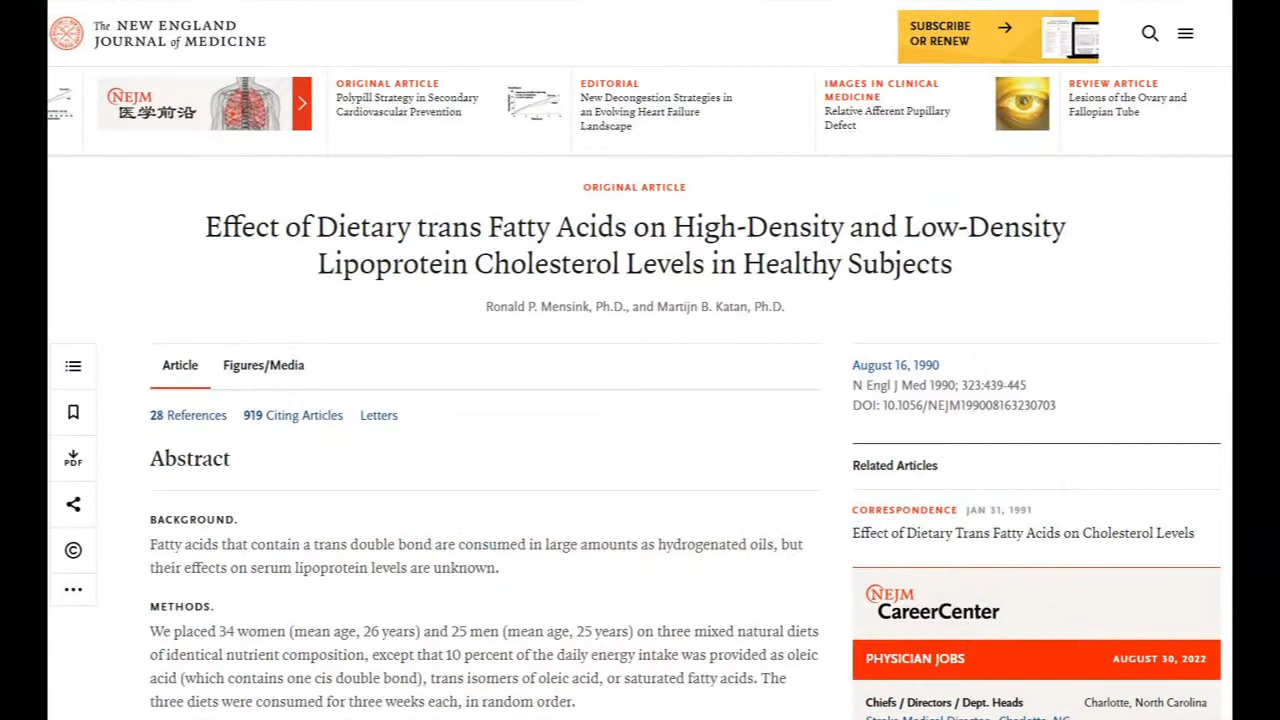 The NEW ENGLAND
JOURNAL of MEDICINE
SUBSCRIBE
OR RENEW
NEJM
医学前沿
ORIGINAL ARTICLE
Polypill Strategy in Secondary
Cardiovascular Prevention
EDITORIAL
New Decongestion Strategies in
an Evolving Heart Failure
Landscape
IMAGES IN CLINICAL
MEDICINE
Relative Afferent Pupillary
Defect
REVIEW ARTICLE
Lesions of the Ovary and
Fallopian Tube
ORIGINAL ARTICLE
Effect of Dietary trans Fatty Acids on High-Density and Low-Density
Lipoprotein Cholesterol Levels in Healthy Subjects
Ronald P. Mensink, Ph.D., and Martijn B. Katan, Ph.D.
Article Figures/Media
28 References 919 Citing Articles Letters
Abstract
BACKGROUND.
Fatty acids that contain a trans double bond are consumed in large amounts as hydrogenated oils, but
their effects on serum lipoprotein levels are unknown.
METHODS.
We placed 34 women (mean age, 26 years) and 25 men (mean age, 25 years) on three mixed natural diets
of identical nutrient composition, except that 10 percent of the daily energy intake was provided as oleic
acid (which contains one cis double bond), trans isomers of oleic acid, or saturated fatty acids. The
three diets were consumed for three weeks each, in random order.
PDF
August 16, 1990
N Engl J Med 1990; 323:439-445
DOI: 10.1056/NEJM199008163230703
Related Articles
CORRESPONDENCE JAN 31, 1991
Effect of Dietary Trans Fatty Acids on Cholesterol Levels
NEJM
CareerCenter
PHYSICIAN JOBS AUGUST 30, 2022
Chiefs / Directors / Dept. Heads Charlotte, North Carolina
Stroke Medical Director - Charlotte, NC